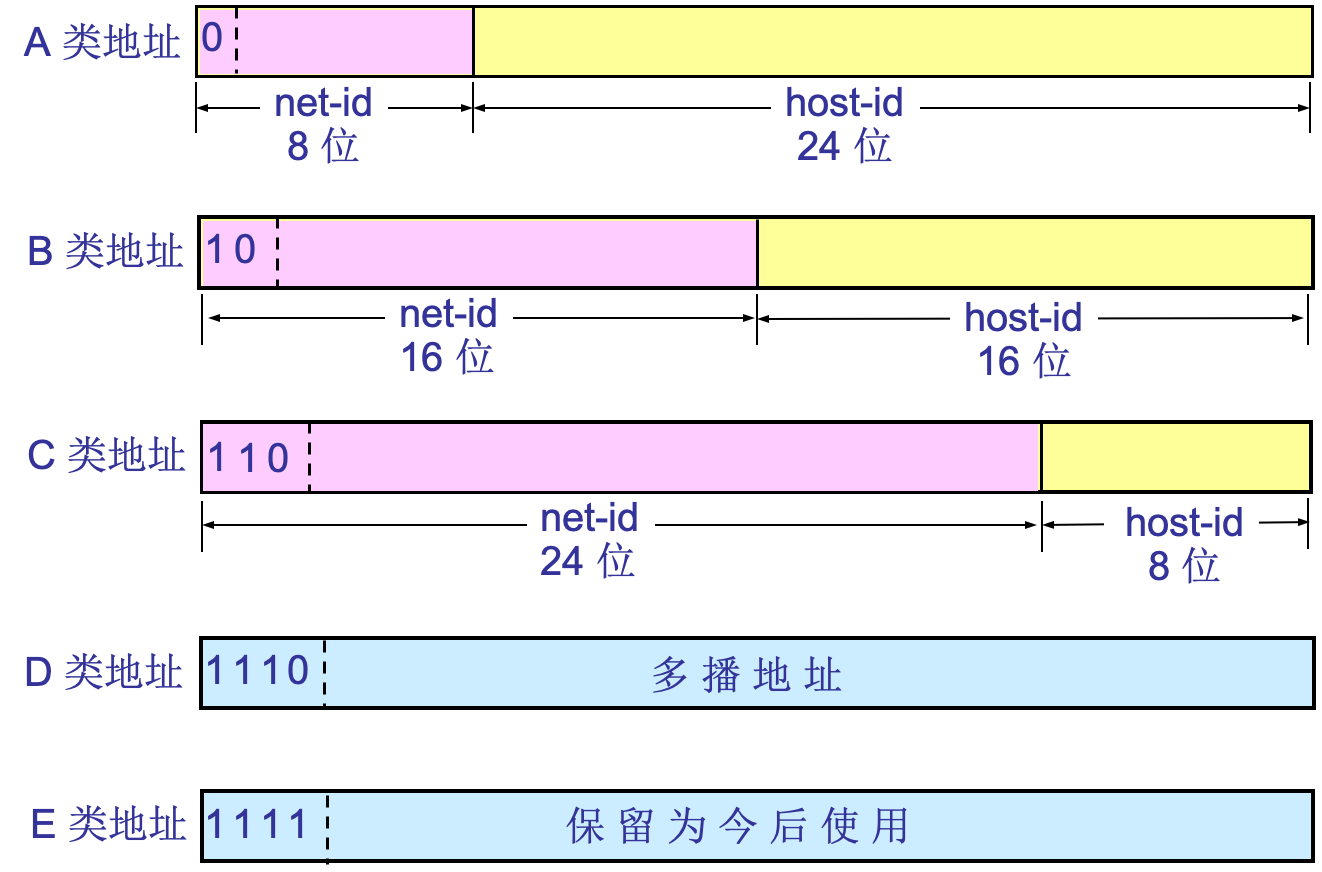 A 类地址
0
net-id
8 位
host-id
24 位
B 类地址
1 0
net-id
16 位
host-id
16 位
C 类地址
1 1 0
net-id
24 位
host-id
8 位
D 类地址
1 1 1 0
多 播 地 址
E 类地址
1 1 1 1
保 留 为 今 后 使 用